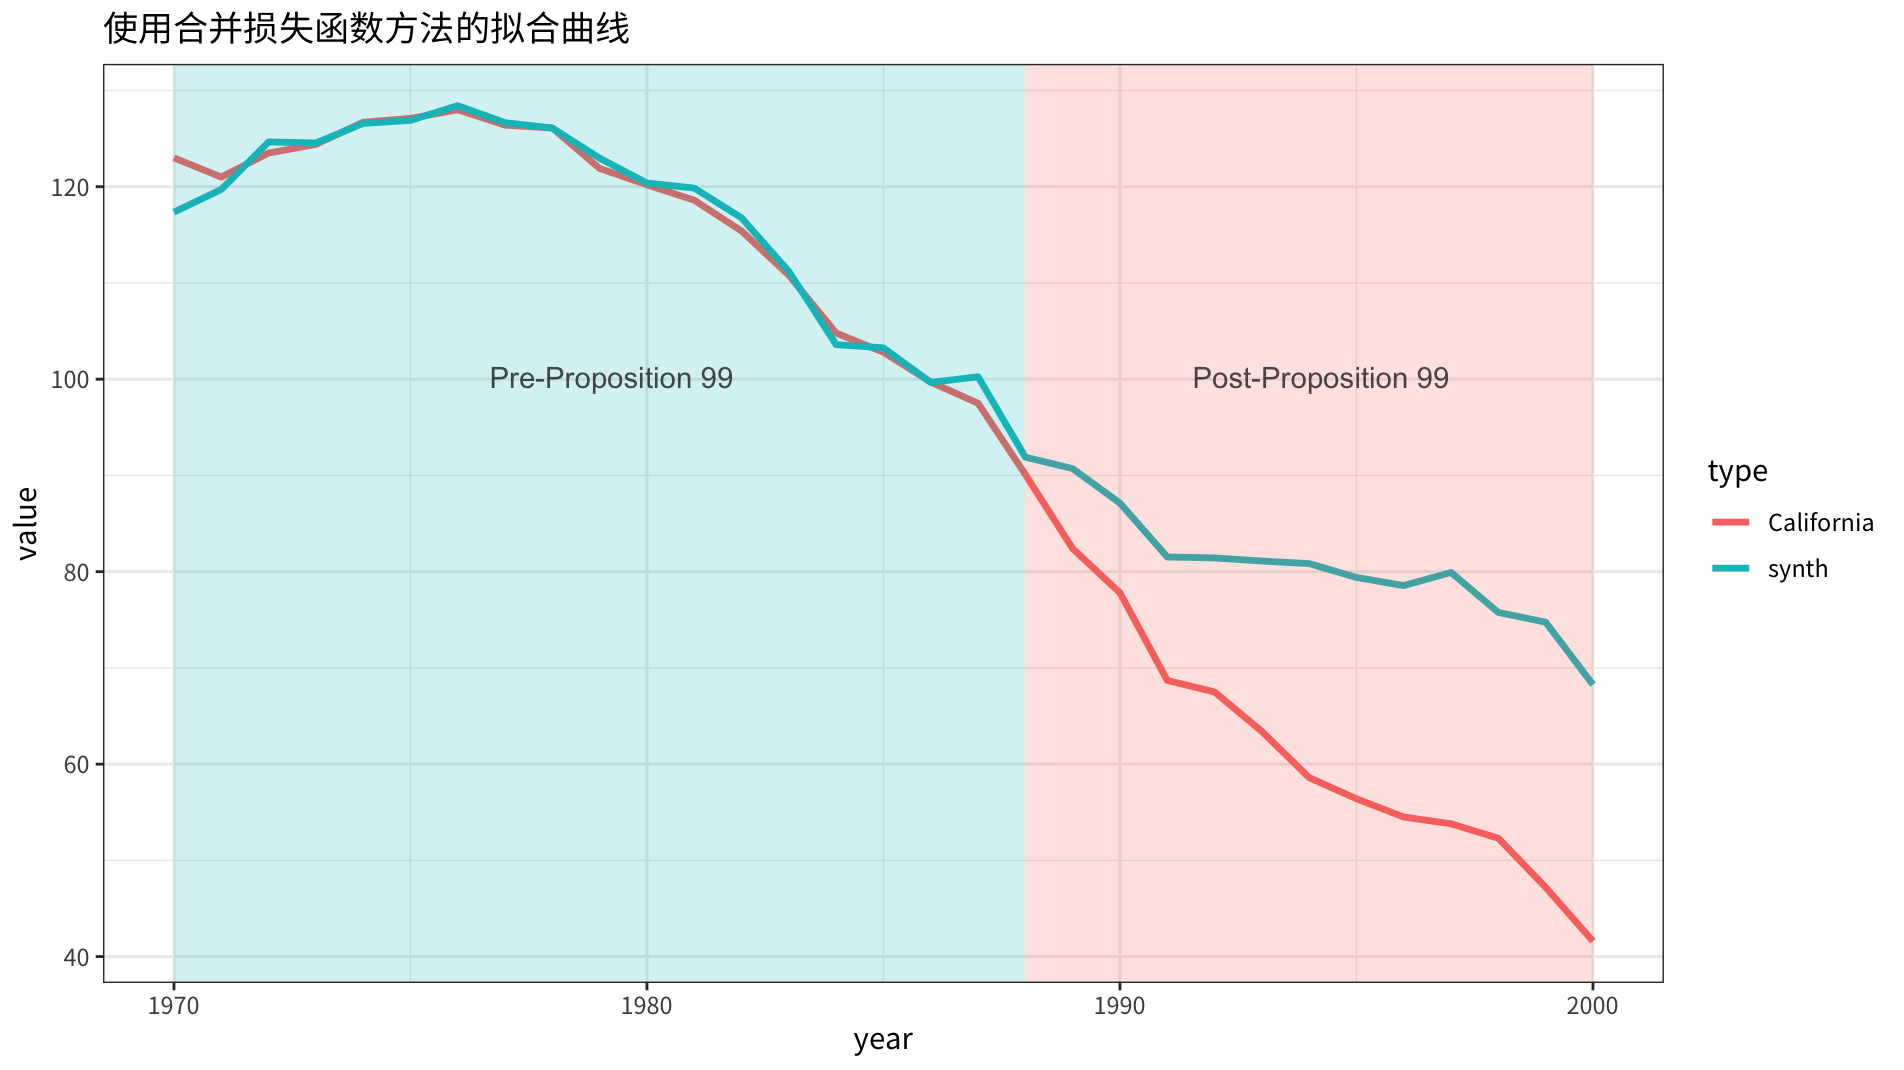 使用合并损失函数方法的拟合曲线
120
100
80
60
40
value
Pre-Proposition 99
Post-Proposition 99
1970
1980
1990
2000
year
type
California
synth